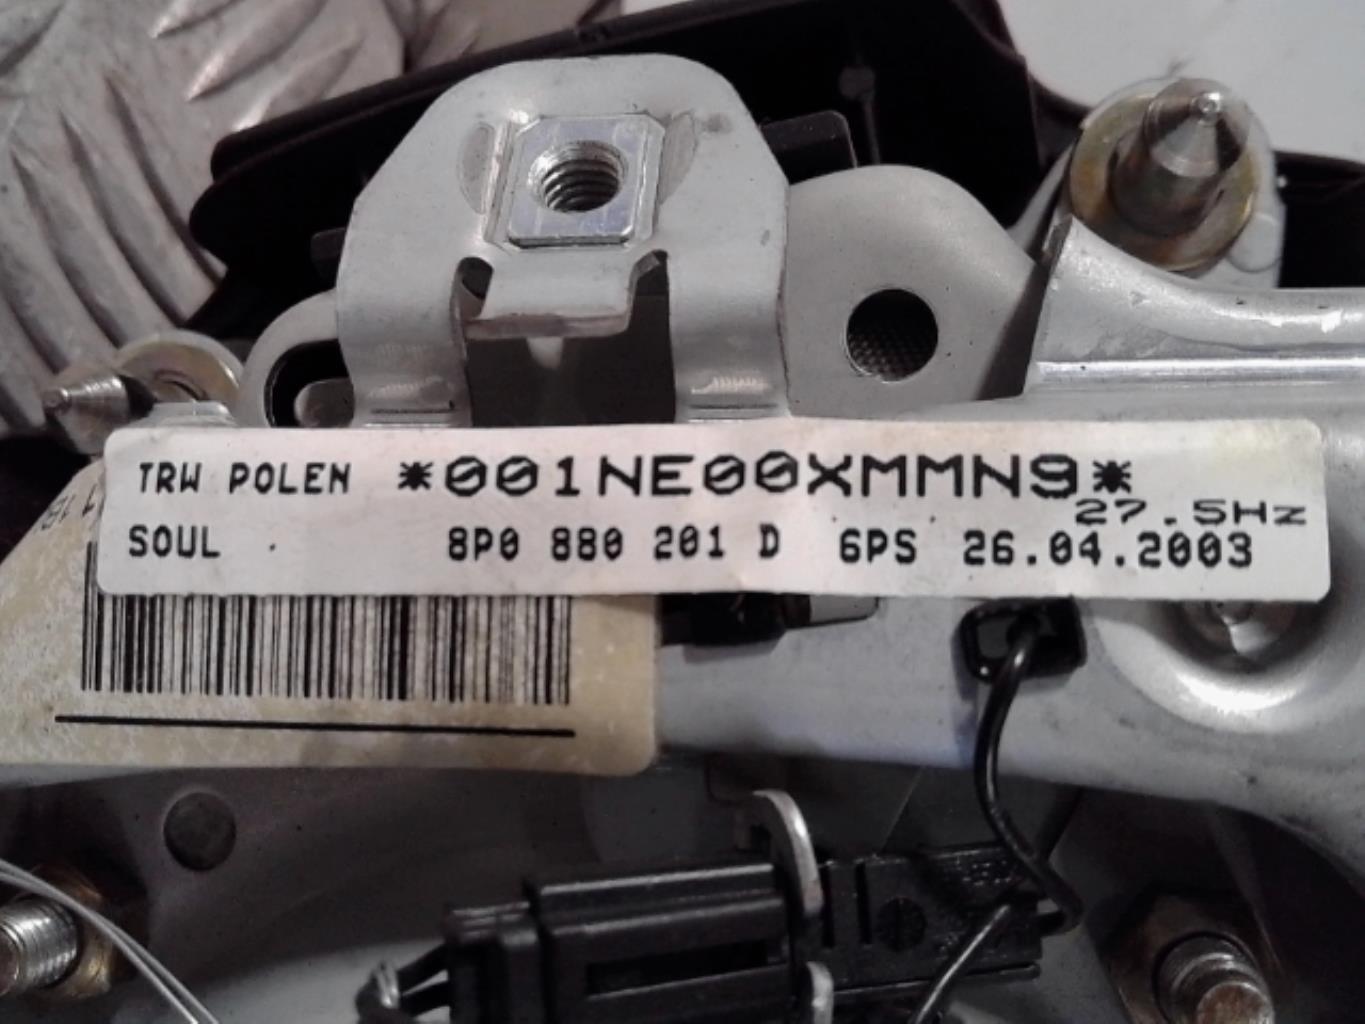 TRW POLEN *001NE00XMMN9*
27.5Hz
SOUL 8P0 880 201 D 6PS 26.04.2003